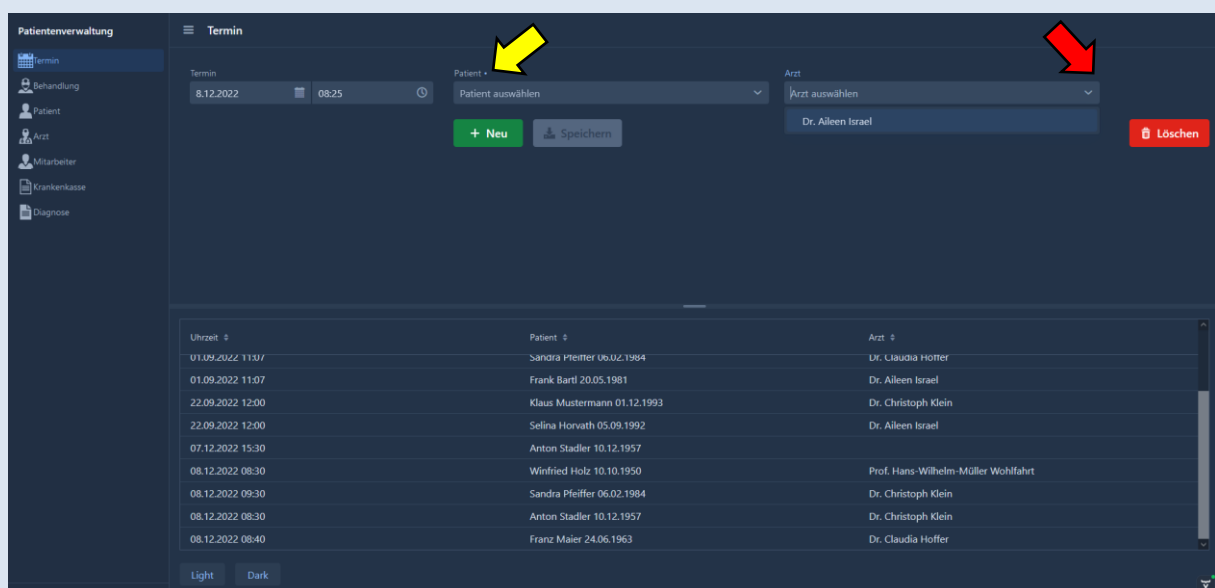 Patientenverwaltung
Termin
Termin
Behandlung
Patient
Arzt
Mitarbeiter
Krankenkasse
Diagnose
Termin
8.12.2022
08:25
Patient •
Patient auswählen
Arzt
Arzt auswählen
Dr. Aileen Israel
+ Neu
Speichern
Löschen
Uhrzeit Patient Arzt
01.09.2022 11:07 Sandra Pfeiffer 06.02.1984 Dr. Claudia Hoffer
01.09.2022 11:07 Frank Bartl 20.05.1981 Dr. Aileen Israel
22.09.2022 12:00 Klaus Mustermann 01.12.1993 Dr. Christoph Klein
22.09.2022 12:00 Selina Horvath 05.09.1992 Dr. Aileen Israel
07.12.2022 15:30 Anton Stadler 10.12.1957
08.12.2022 08:30 Winfried Holz 10.10.1950 Prof. Hans-Wilhelm-Müller Wohlfahrt
08.12.2022 09:30 Sandra Pfeiffer 06.02.1984 Dr. Christoph Klein
08.12.2022 08:30 Anton Stadler 10.12.1957 Dr. Christoph Klein
08.12.2022 08:40 Franz Maier 24.06.1963 Dr. Claudia Hoffer
Light Dark